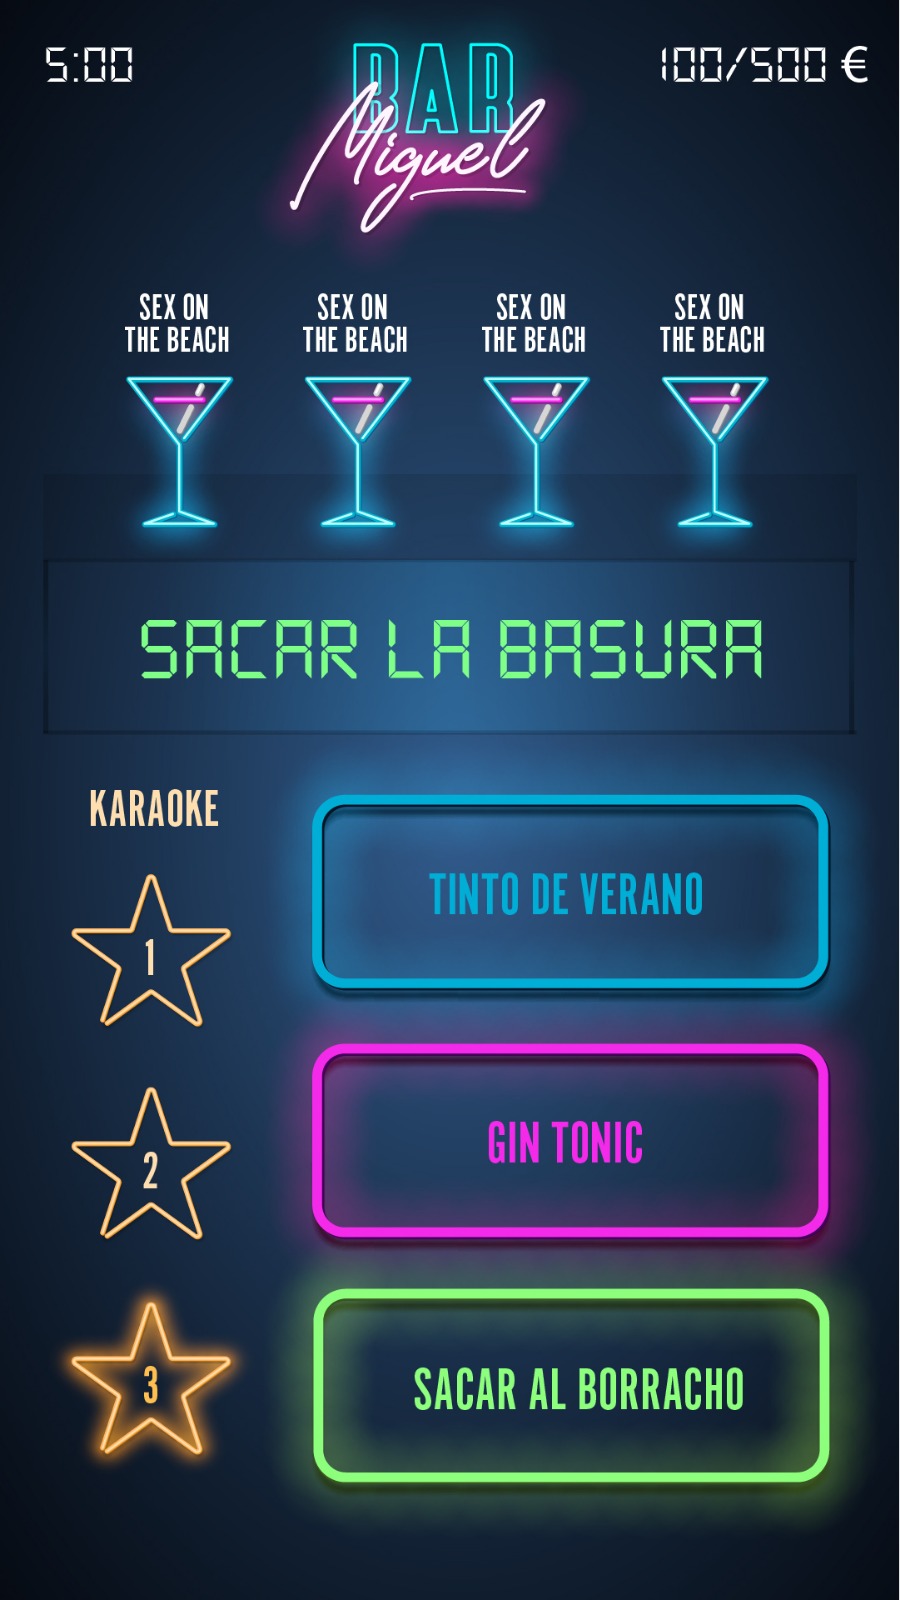 5:00
BAR
Miguel
100/500 €
SEX ON
THE BEACH
SEX ON
THE BEACH
SEX ON
THE BEACH
SEX ON
THE BEACH
SACAR LA BASURA
KARAOKE
1
2
3
TINTO DE VERANO
GIN TONIC
SACAR AL BORRACHO